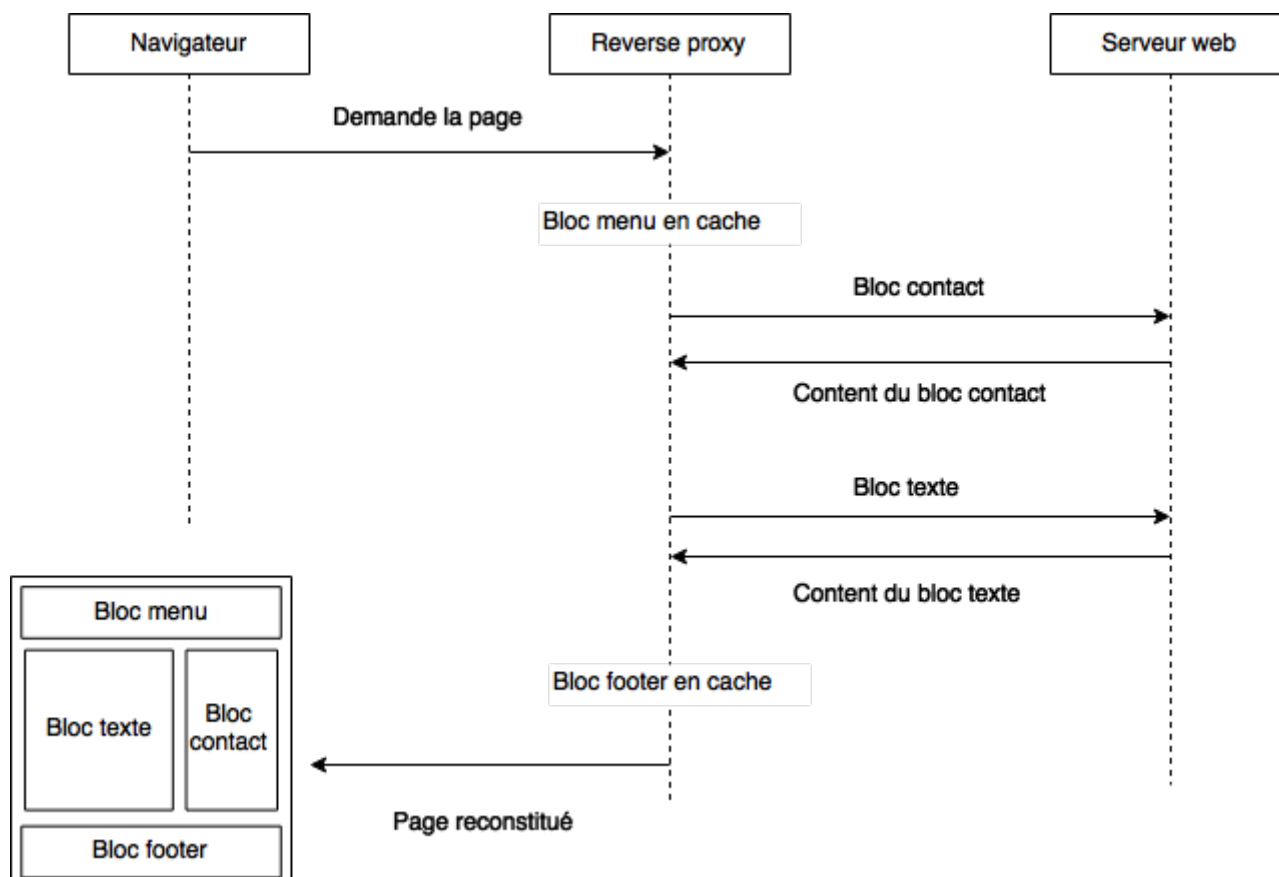 Navigateur
Reverse proxy
Serveur web
Demande la page
Bloc menu en cache
Bloc contact
Content du bloc contact
Bloc texte
Content du bloc texte
Bloc footer en cache
Page reconstitué
Bloc menu
Bloc texte
Bloc
contact
Bloc footer